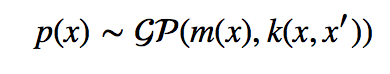 p(x) ∼ 𝒢𝒫(m(x), k(x, x′))